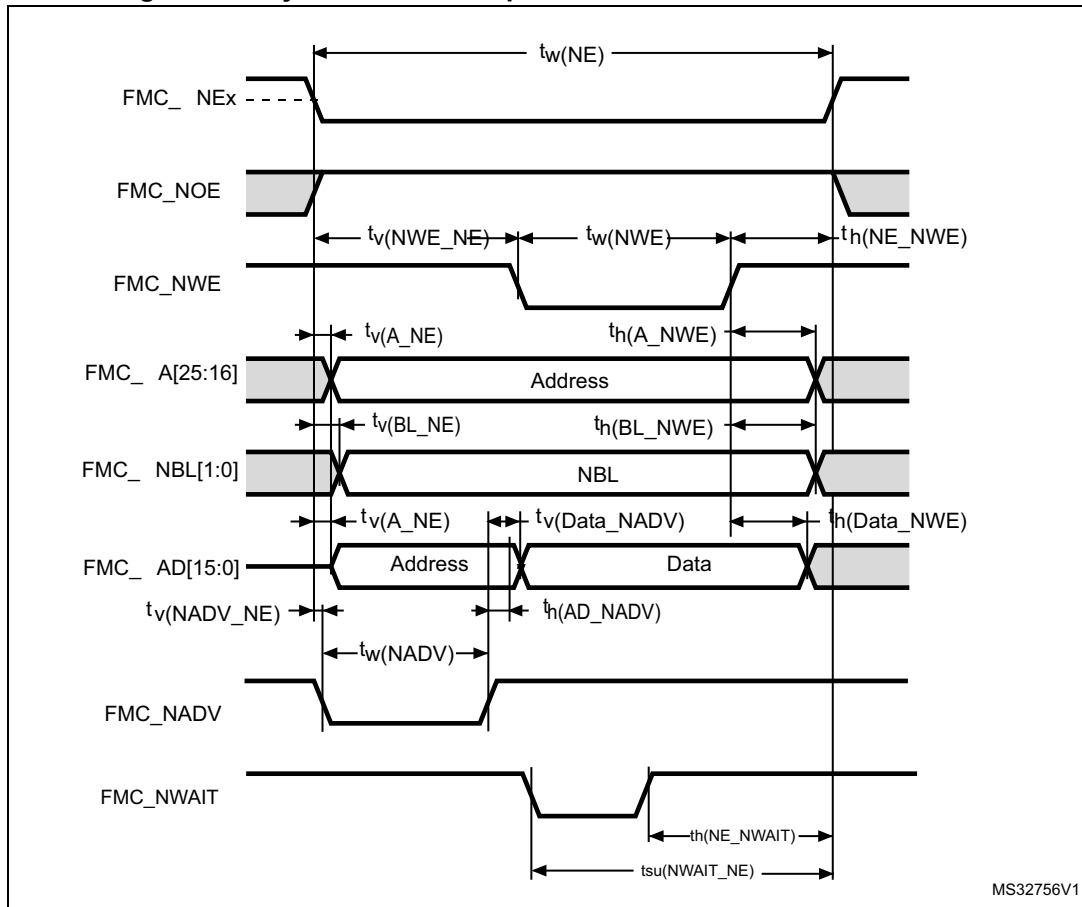 tw(NE)
FMC_ NEx
FMC_NOE
tv(NWE_NE)
tw(NWE)
th(NE_NWE)
FMC_NWE
tv(A_NE)
th(A_NWE)
FMC_ A[25:16]
Address
tv(BL_NE)
th(BL_NWE)
FMC_ NBL[1:0]
NBL
tv(A_NE)
tv(Data_NADV)
th(Data_NWE)
FMC_ AD[15:0]
Address
Data
tv(NADV_NE)
th(AD_NADV)
tw(NADV)
FMC_NADV
FMC_NWAIT
th(NE_NWAIT)
tsu(NWAIT_NE)
MS32756V1